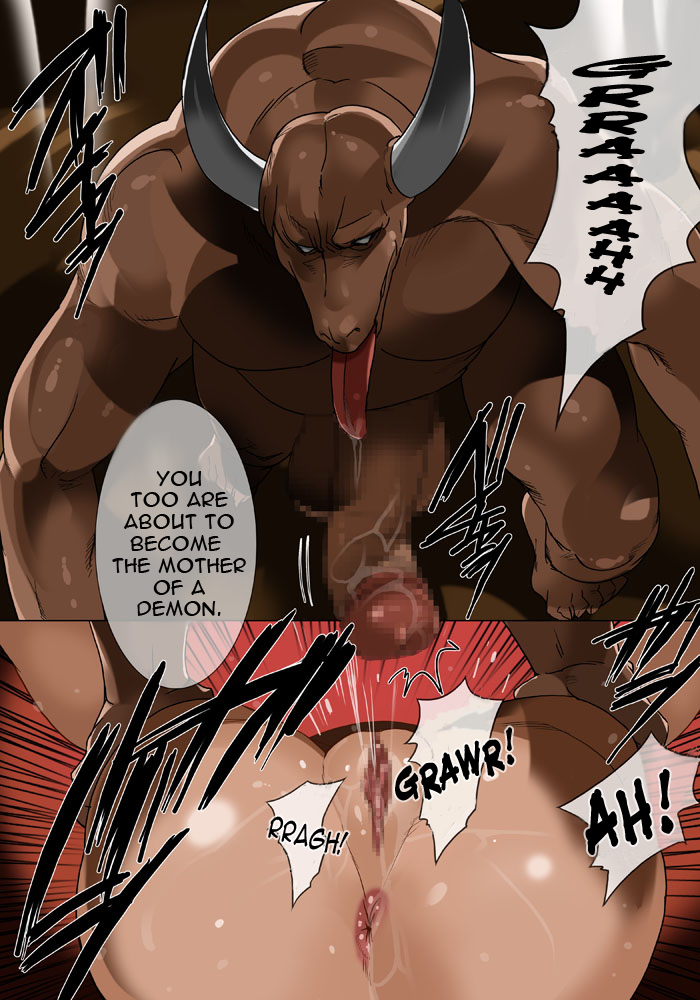 GRRAAAAHH
YOU
TOO ARE
ABOUT TO
BECOME
THE MOTHER
OF A
DEMON.
GRAWR!
RRAGH!
AH!